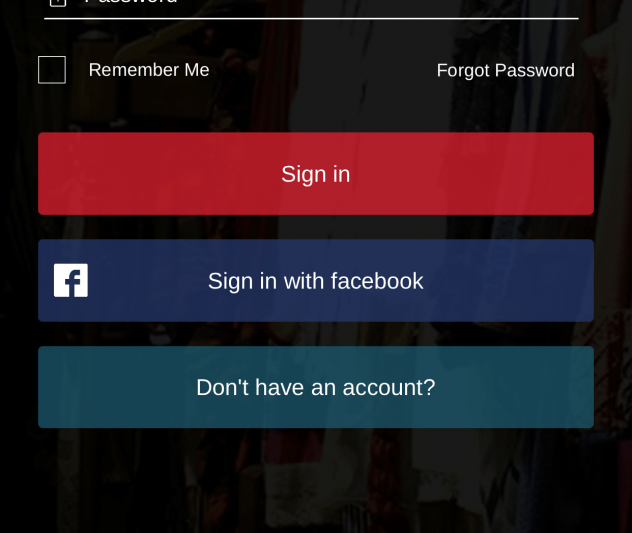 Password
Remember Me
Forgot Password
Sign in
Sign in with facebook
Don't have an account?